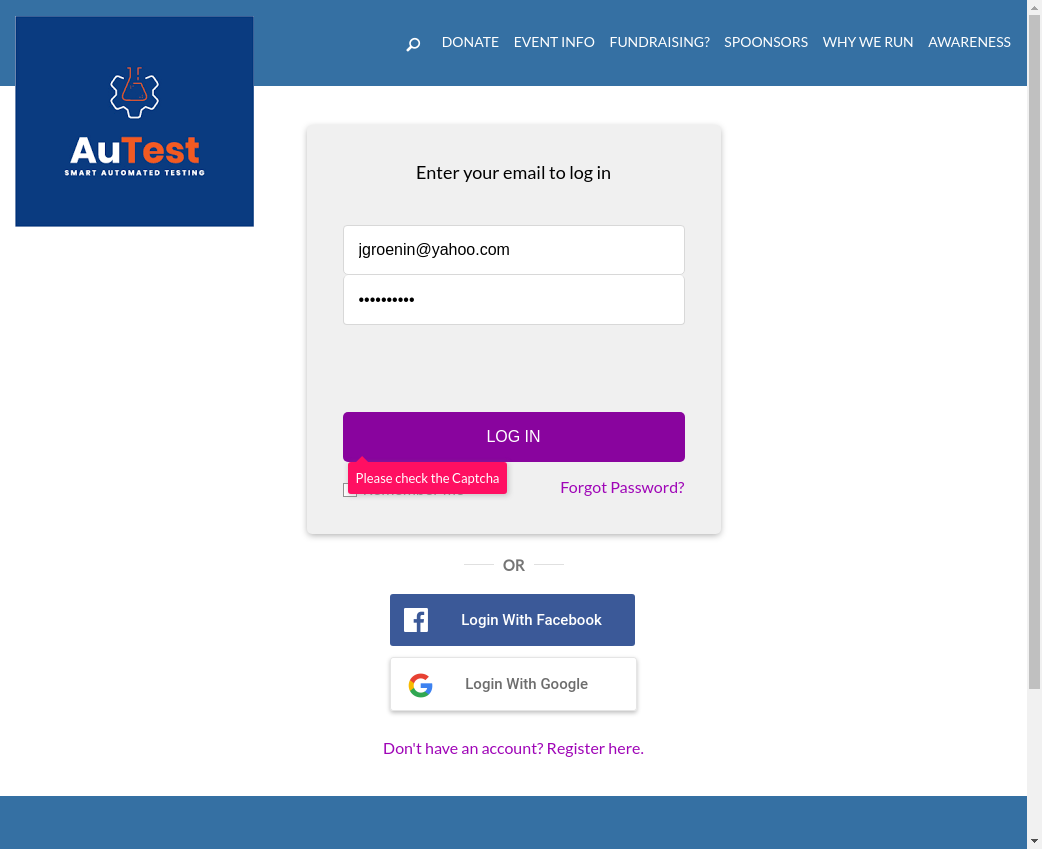 DONATE EVENT INFO FUNDRAISING? SPOONSORS WHY WE RUN AWARENESS
AuTest
SMART AUTOMATED TESTING
Enter your email to log in
jgroenin@yahoo.com
••••••••••
LOG IN
Please check the Captcha
Forgot Password?
OR
Login With Facebook
Login With Google
Don't have an account? Register here.